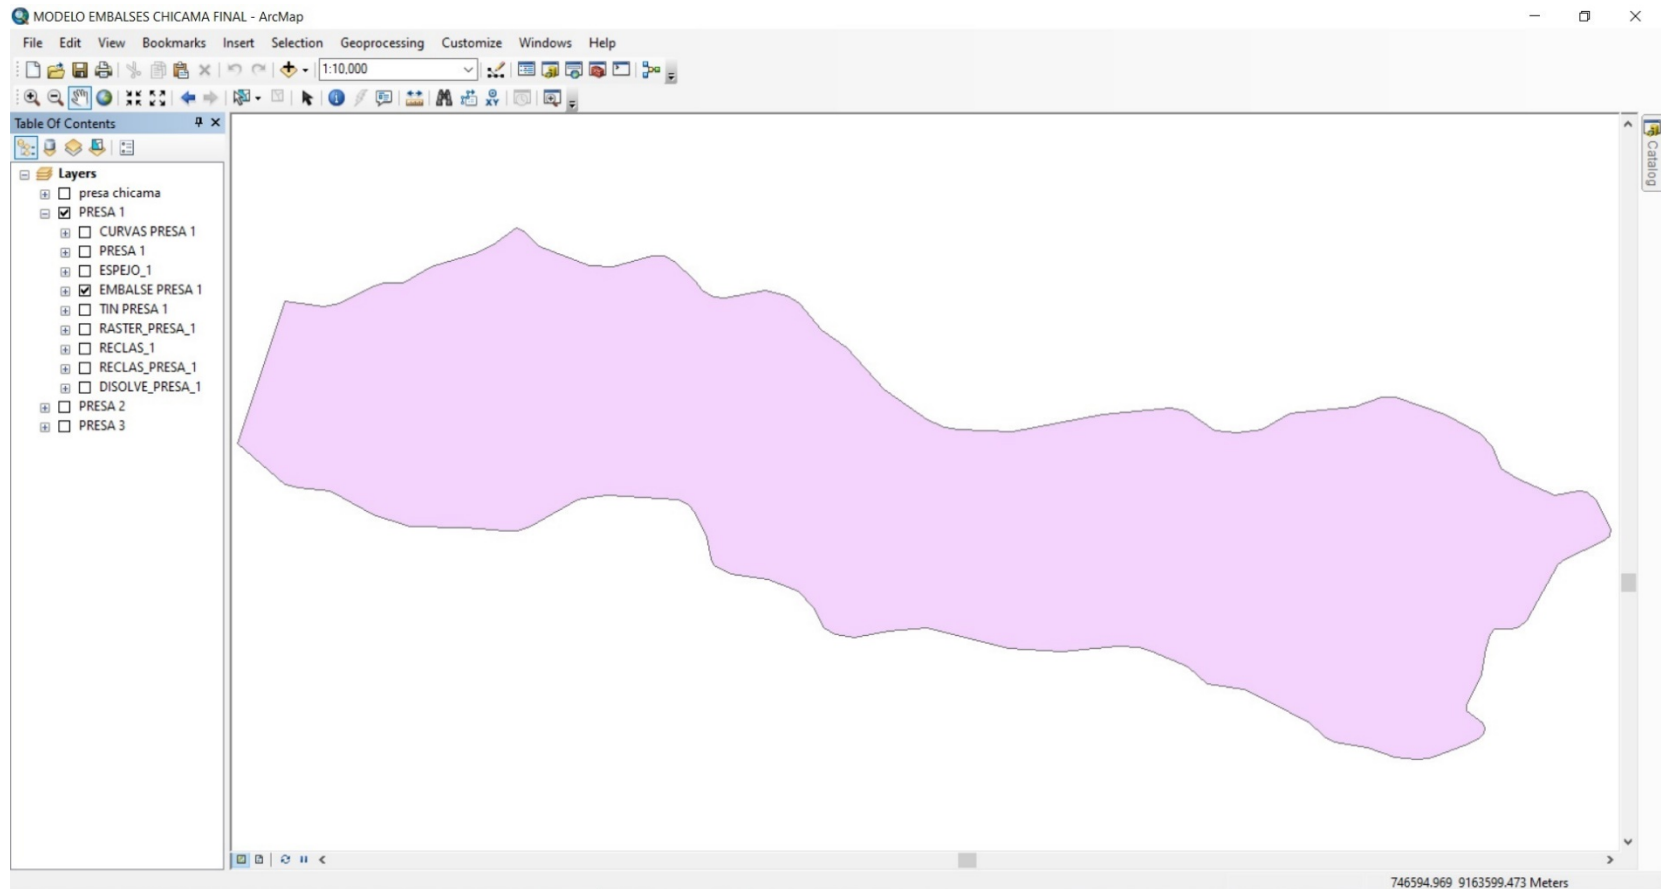 MODELO EMBALSES CHICAMA FINAL - ArcMap
File Edit View Bookmarks Insert Selection Geoprocessing Customize Windows Help
1:10,000
XY
Table Of Contents
Layers
presa chicama
PRESA 1
CURVAS PRESA 1
PRESA 1
ESPEJO_1
EMBALSE PRESA 1
TIN PRESA 1
RASTER_PRESA_1
RECLAS_1
RECLAS_PRESA_1
DISOLVE_PRESA_1
PRESA 2
PRESA 3
Catalog
746594.969 9163599.473 Meters